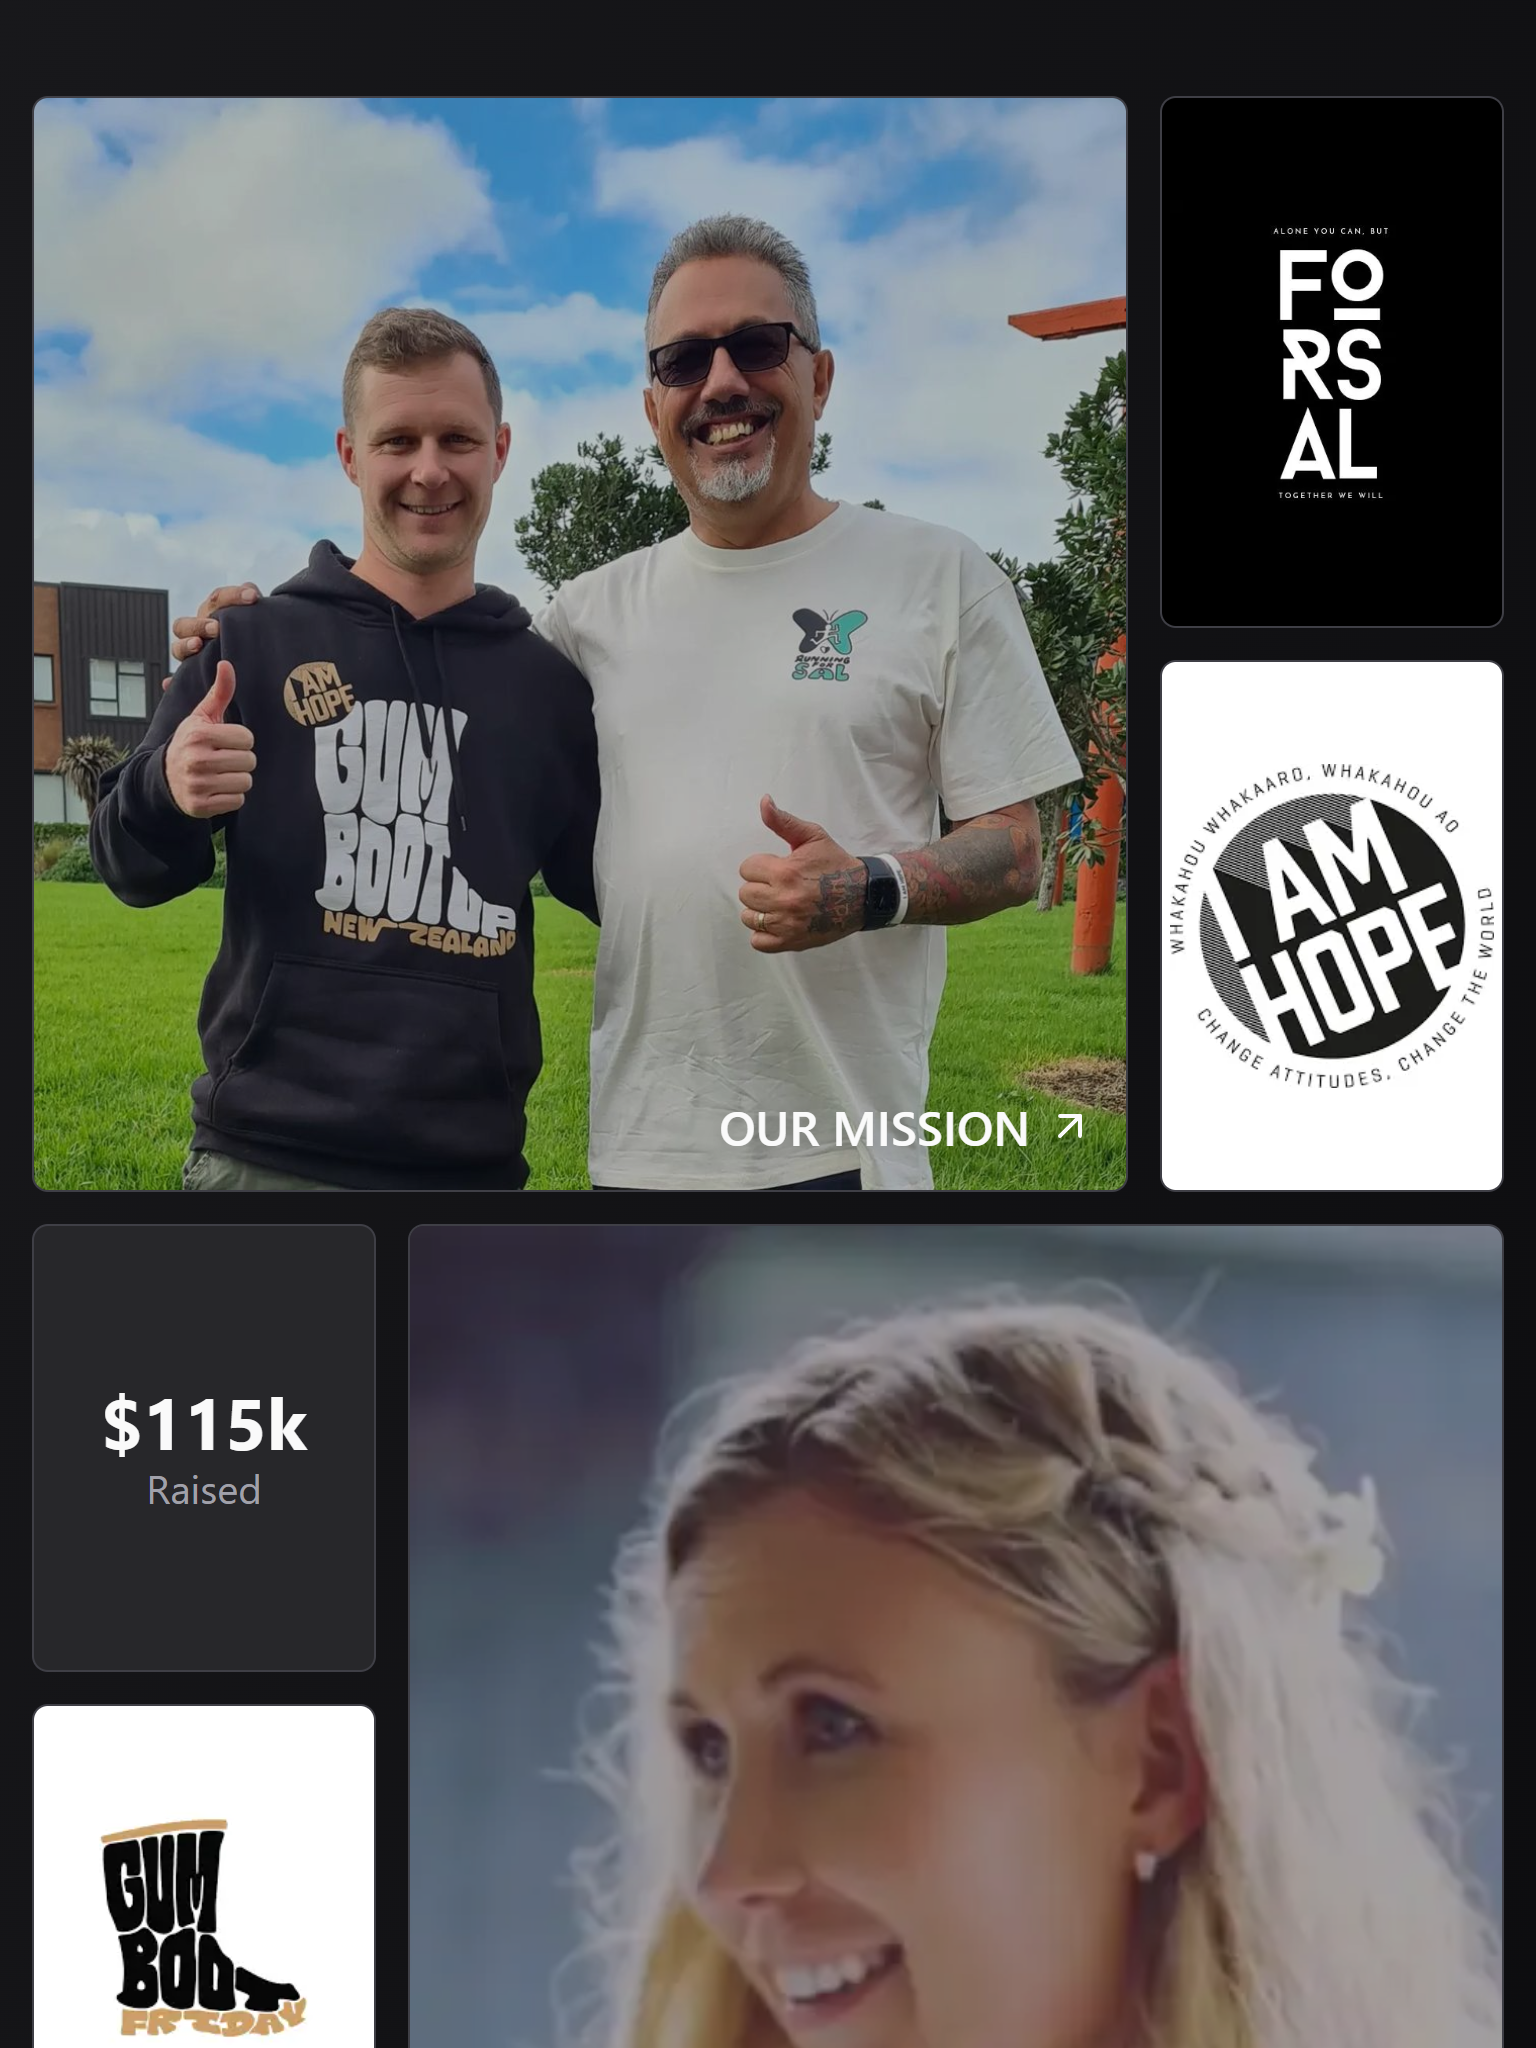 I AM
HOPE
GUM
BOOT UP
NEW ZEALAND
RUNNING
FOR
SAL
OUR MISSION
ALONE YOU CAN, BUT
FO
RS
AL
TOGETHER WE WILL
WHAKAHOU WHAKAARO, WHAKAHOU AO
I AM
HOPE
CHANGE ATTITUDES, CHANGE THE WORLD
$115k
Raised
GUM
BOOT
FRIDAY